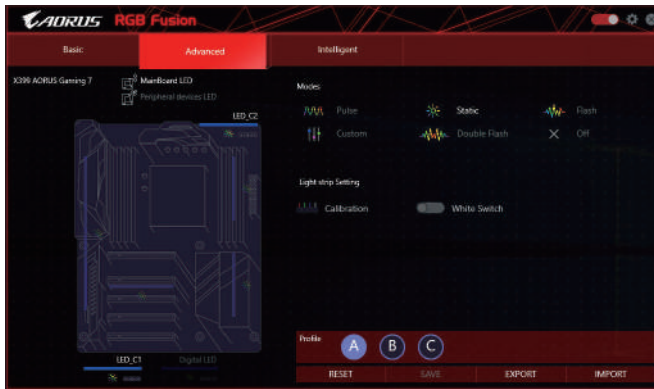 AORUS RGB Fusion
Basic Advanced Intelligent
X399 AORUS Gaming 7
MainBoard LED
Peripheral devices LED
LED_C2
Modes
Pulse Static Flash
Custom Double Flash Off
Light strip Setting
Calibration White Switch
Profile A B C
LED_C1 Digital LED
RESET SAVE EXPORT IMPORT